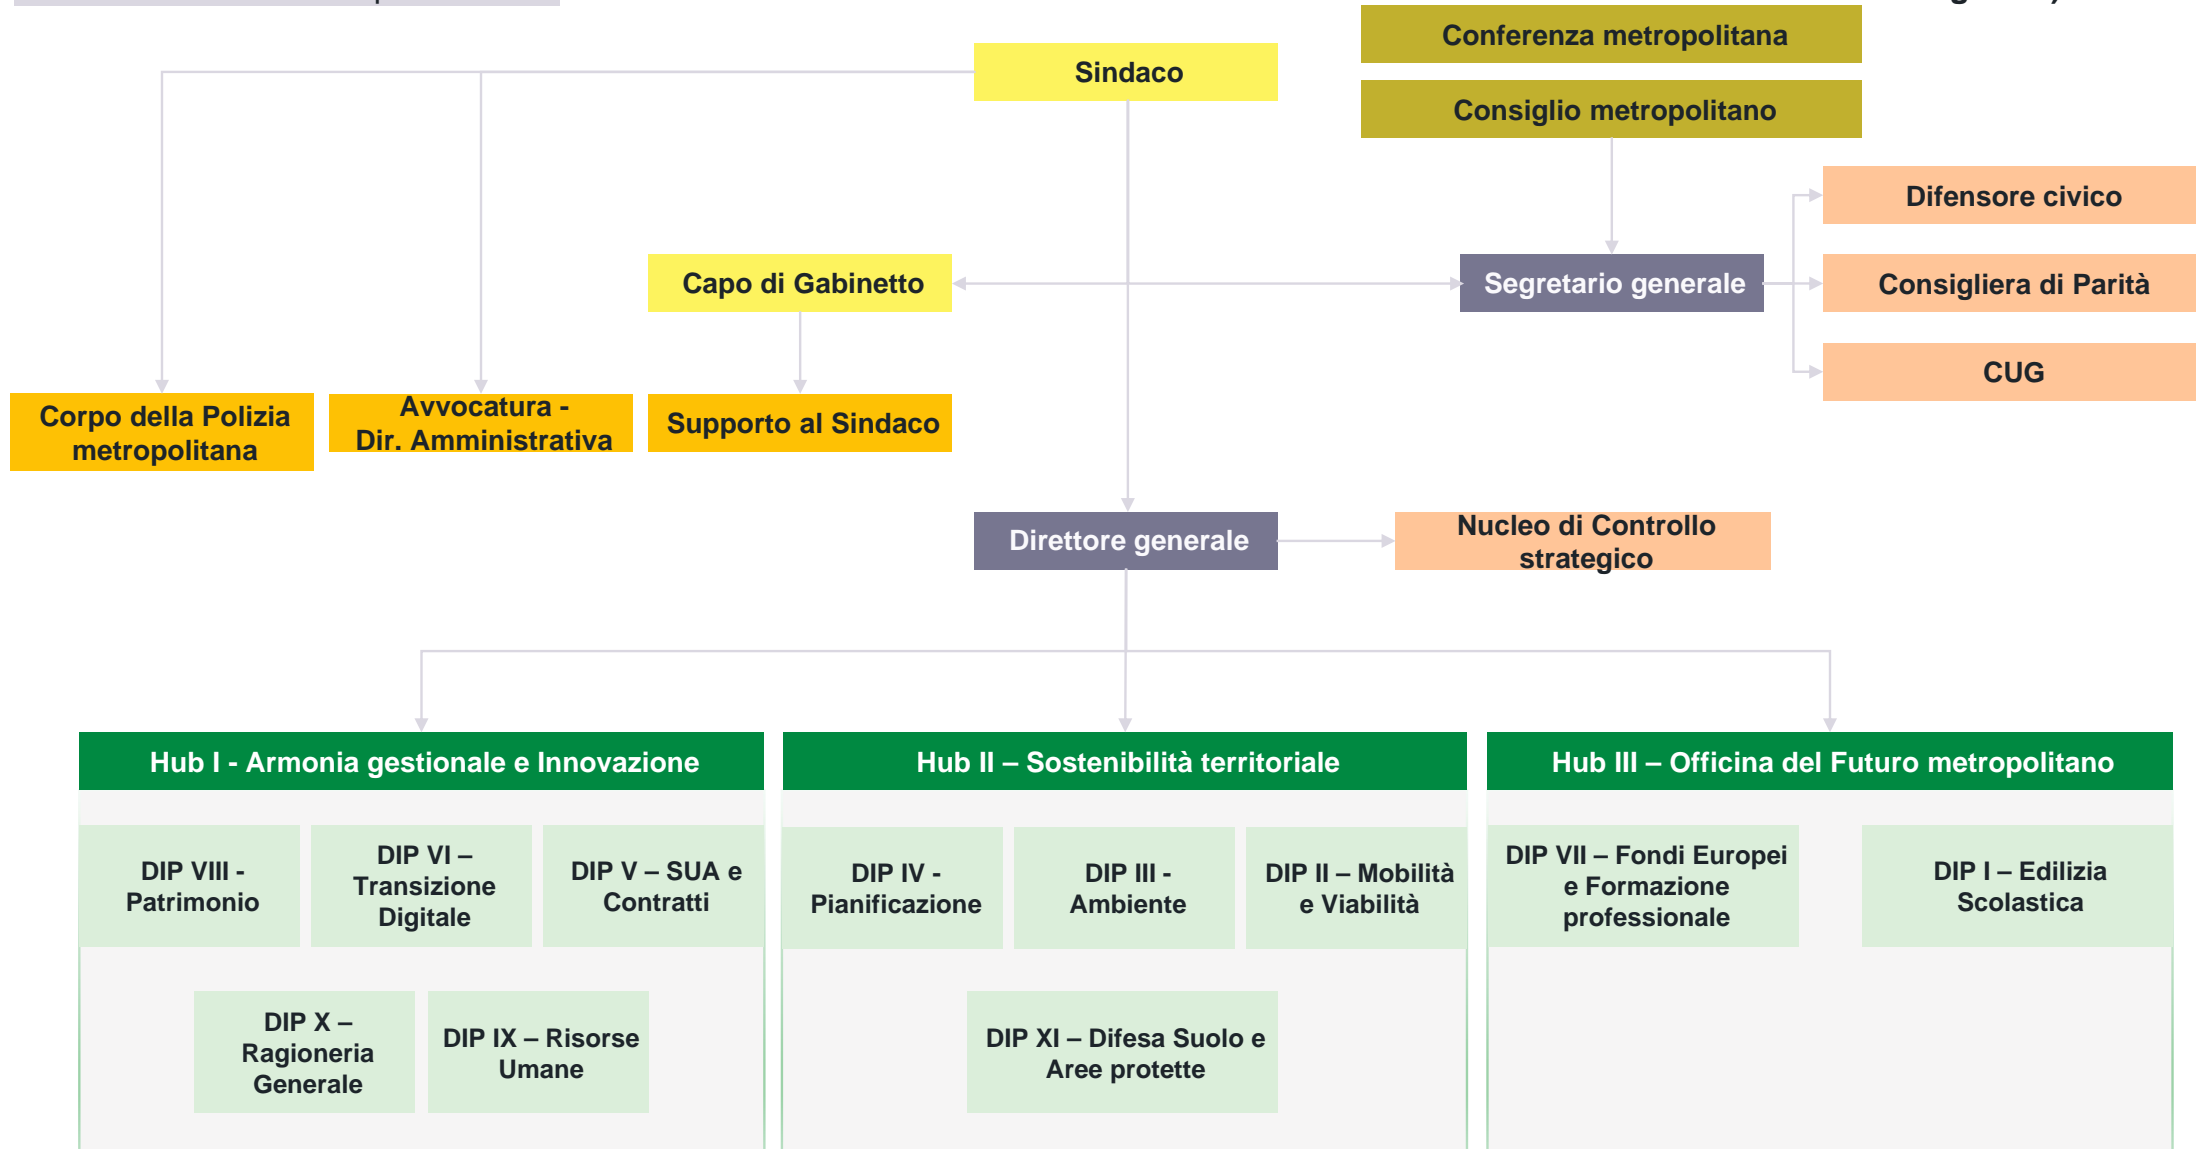 Conferenza metropolitana
Sindaco
Consiglio metropolitano
Difensore civico
Capo di Gabinetto
Segretario generale
Consigliera di Parità
CUG
Corpo della Polizia
metropolitana
Avvocatura -
Dir. Amministrativa
Supporto al Sindaco
Direttore generale
Nucleo di Controllo
strategico
Hub I - Armonia gestionale e Innovazione
Hub II – Sostenibilità territoriale
Hub III – Officina del Futuro metropolitano
DIP VIII -
Patrimonio
DIP VI –
Transizione
Digitale
DIP V – SUA e
Contratti
DIP IV -
Pianificazione
DIP III -
Ambiente
DIP II – Mobilità
e Viabilità
DIP VII – Fondi Europei
e Formazione
professionale
DIP I – Edilizia
Scolastica
DIP X –
Ragioneria
Generale
DIP IX – Risorse
Umane
DIP XI – Difesa Suolo e
Aree protette